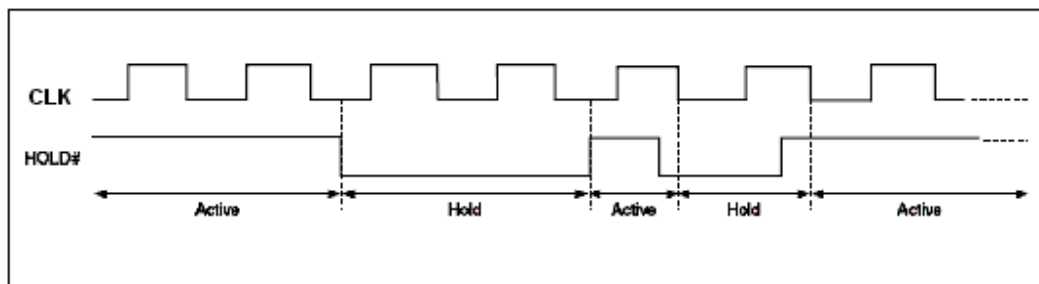 CLK
HOLD#
Active
Hold
Active
Hold
Active